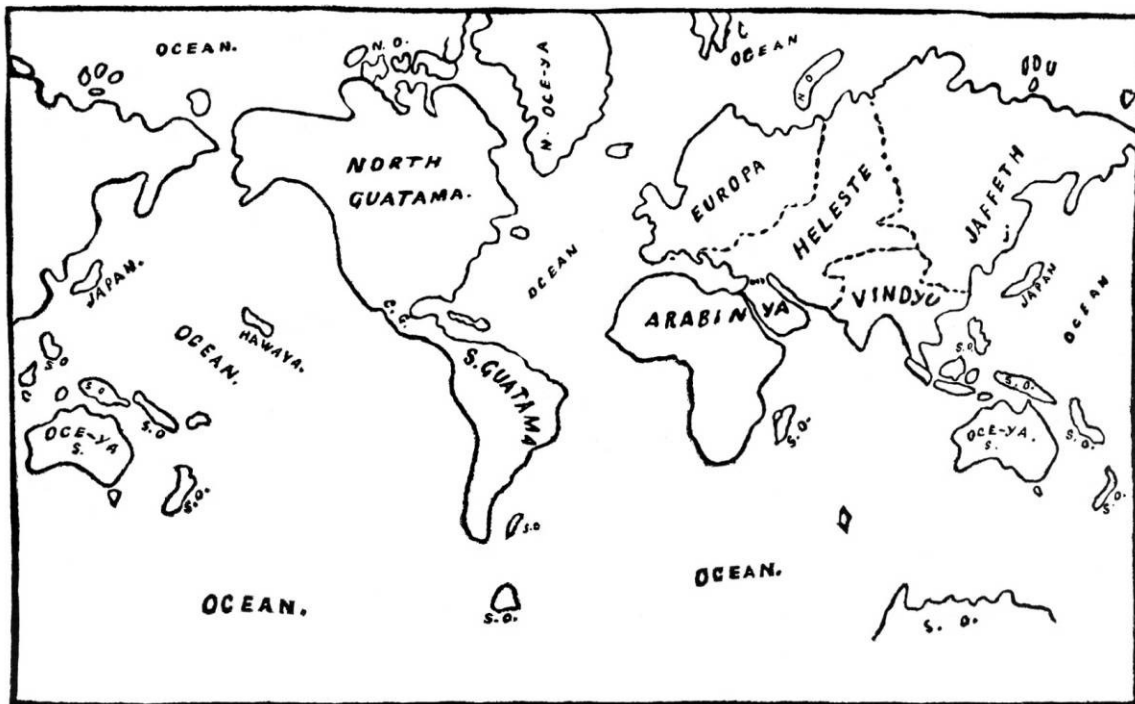 OCEAN.
N. O.
N. OCE-YA
OCEAN
N O
NORTH
GUATAMA.
EUROPA
HELESTE
JAFFETH
JAPAN.
OCEAN
C. G.
ARABIN YA
VINDYU
JAPAN
OCEAN
HAWAYA.
OCEAN.
S. GUATAMA
S.O
S.O.
S.O
OCE-YA
S.
S.O.
S.O
S.O.
S.O.
S.O.
OCE-YA.
S.
S.O.
S.O.
OCEAN.
S.O.
OCEAN.
S. O.